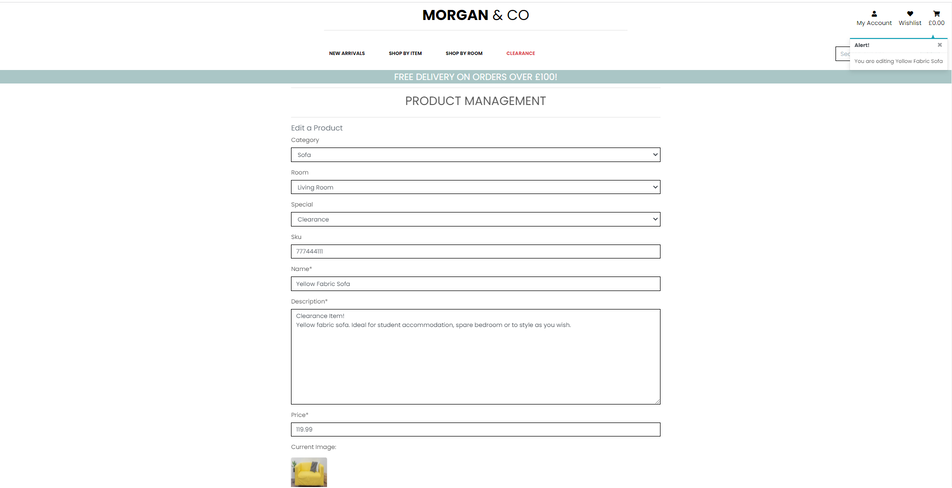 MORGAN & CO
My Account
Wishlist
£0.00
NEW ARRIVALS
SHOP BY ITEM
SHOP BY ROOM
CLEARANCE
Sea
Alert!
×
You are editing Yellow Fabric Sofa
FREE DELIVERY ON ORDERS OVER £100!
PRODUCT MANAGEMENT
Edit a Product
Category
Sofa
Room
Living Room
Special
Clearance
Sku
777444111
Name*
Yellow Fabric Sofa
Description*
Clearance Item!
Yellow fabric sofa. Ideal for student accommodation, spare bedroom or to style as you wish.
Price*
119.99
Current Image: